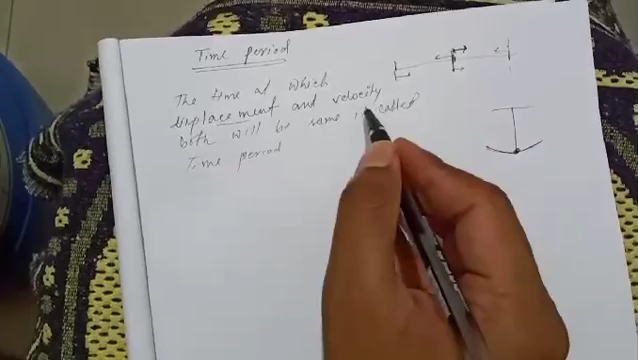 Time period
The time at which
displacement and velocity
both will be same is called
Time period